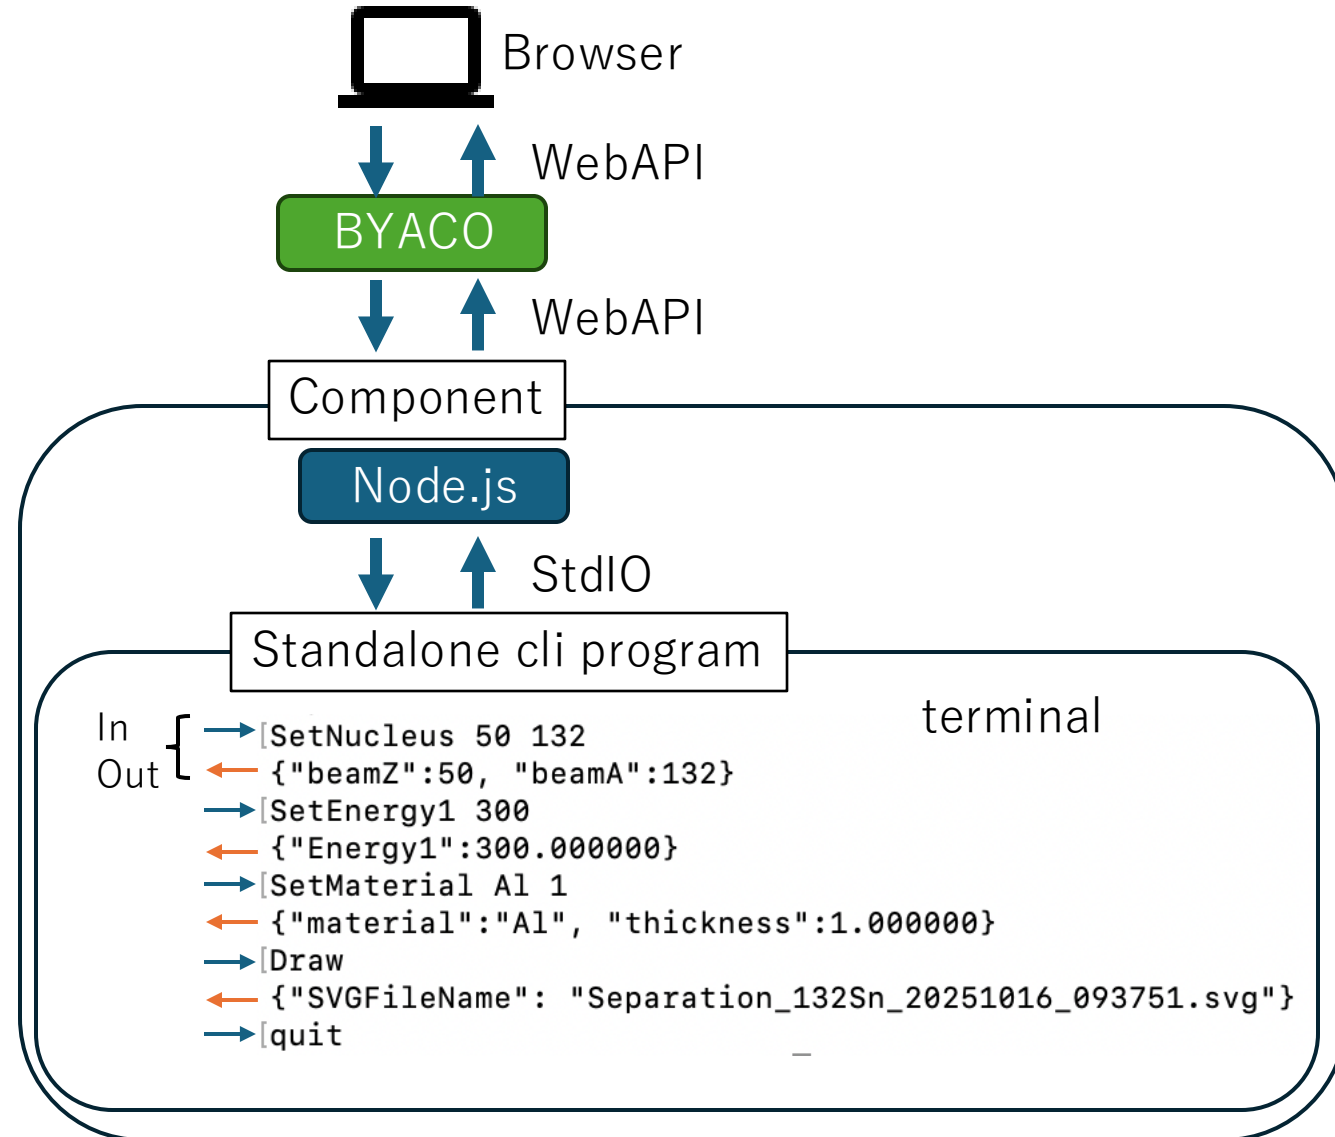 Browser
WebAPI
BYACO
WebAPI
Component
Node.js
StdIO
Standalone cli program
terminal
In
Out
[SetNucleus 50 132
{"beamZ":50, "beamA":132}
[SetEnergy1 300
{"Energy1":300.000000}
[SetMaterial Al 1
{"material":"Al", "thickness":1.000000}
[Draw
{"SVGFileName": "Separation_132Sn_20251016_093751.svg"}
[quit